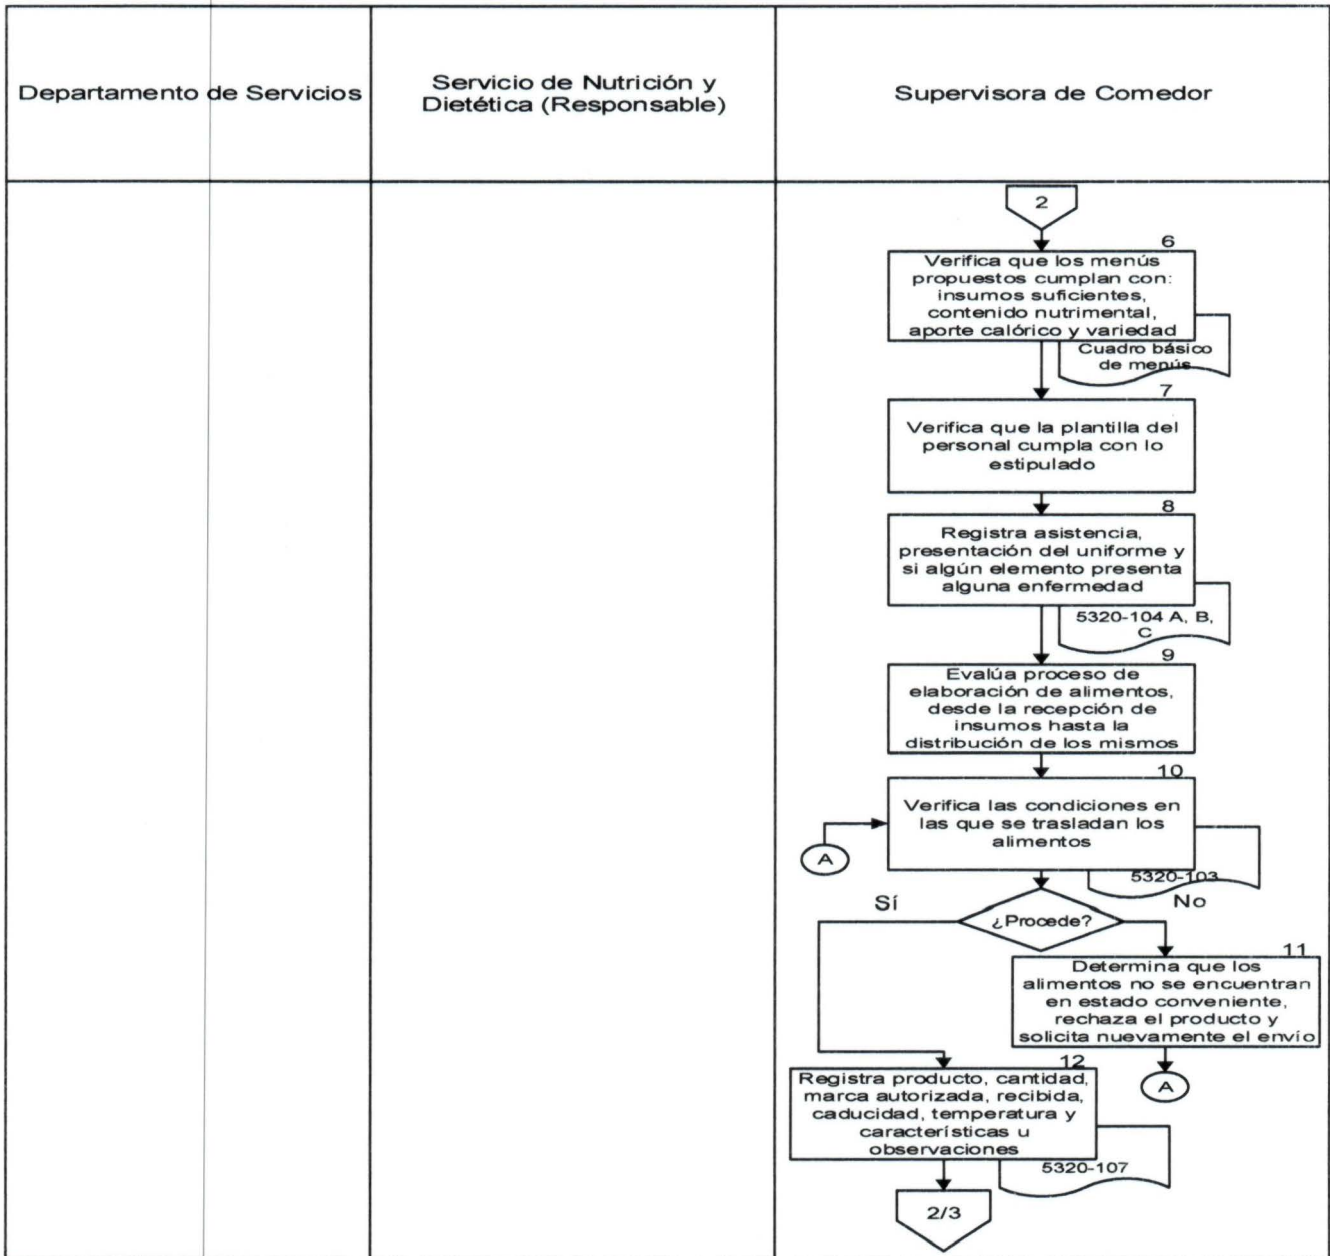 Departamento de Servicios
Servicio de Nutrición y
Dietética (Responsable)
Supervisora de Comedor
2
6
Verifica que los menús
propuestos cumplan con:
insumos suficientes,
contenido nutrimental,
aporte calórico y variedad
Cuadro básico
de menús
7
Verifica que la plantilla del
personal cumpla con lo
estipulado
8
Registra asistencia,
presentación del uniforme y
si algún elemento presenta
alguna enfermedad
5320-104 A, B,
C
9
Evalúa proceso de
elaboración de alimentos,
desde la recepción de
insumos hasta la
distribución de los mismos
10
Verifica las condiciones en
las que se trasladan los
alimentos
A
5320-103
Sí
No
¿Procede?
11
Determina que los
alimentos no se encuentran
en estado conveniente,
rechaza el producto y
solicita nuevamente el envío
A
12
Registra producto, cantidad,
marca autorizada, recibida,
caducidad, temperatura y
características u
observaciones
5320-107
2/3